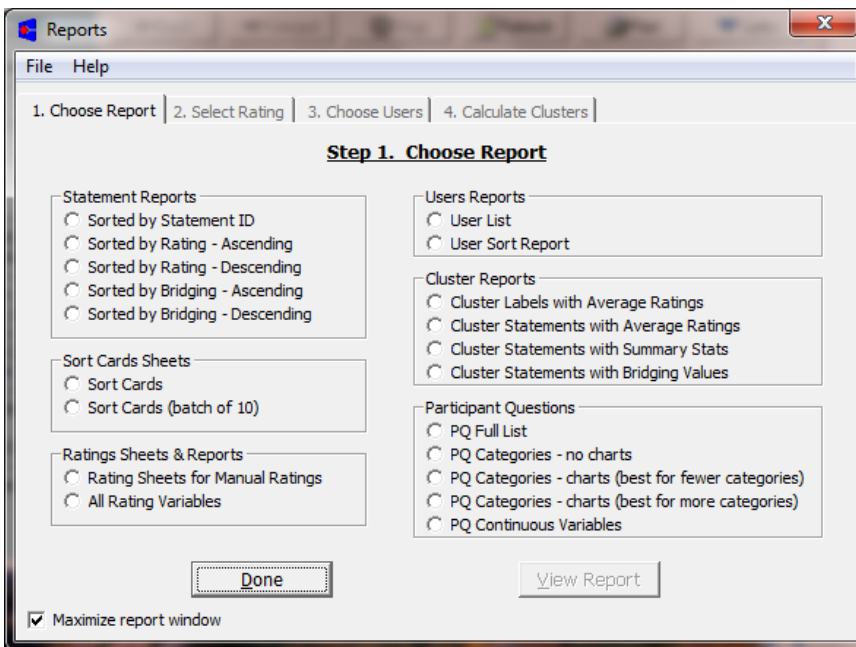 Reports
File Help
1. Choose Report 2. Select Rating 3. Choose Users 4. Calculate Clusters
Step 1. Choose Report
Statement Reports
Sorted by Statement ID
Sorted by Rating - Ascending
Sorted by Rating - Descending
Sorted by Bridging - Ascending
Sorted by Bridging - Descending
Sort Cards Sheets
Sort Cards
Sort Cards (batch of 10)
Ratings Sheets & Reports
Rating Sheets for Manual Ratings
All Rating Variables
Users Reports
User List
User Sort Report
Cluster Reports
Cluster Labels with Average Ratings
Cluster Statements with Average Ratings
Cluster Statements with Summary Stats
Cluster Statements with Bridging Values
Participant Questions
PQ Full List
PQ Categories - no charts
PQ Categories - charts (best for fewer categories)
PQ Categories - charts (best for more categories)
PQ Continuous Variables
Done View Report
Maximize report window